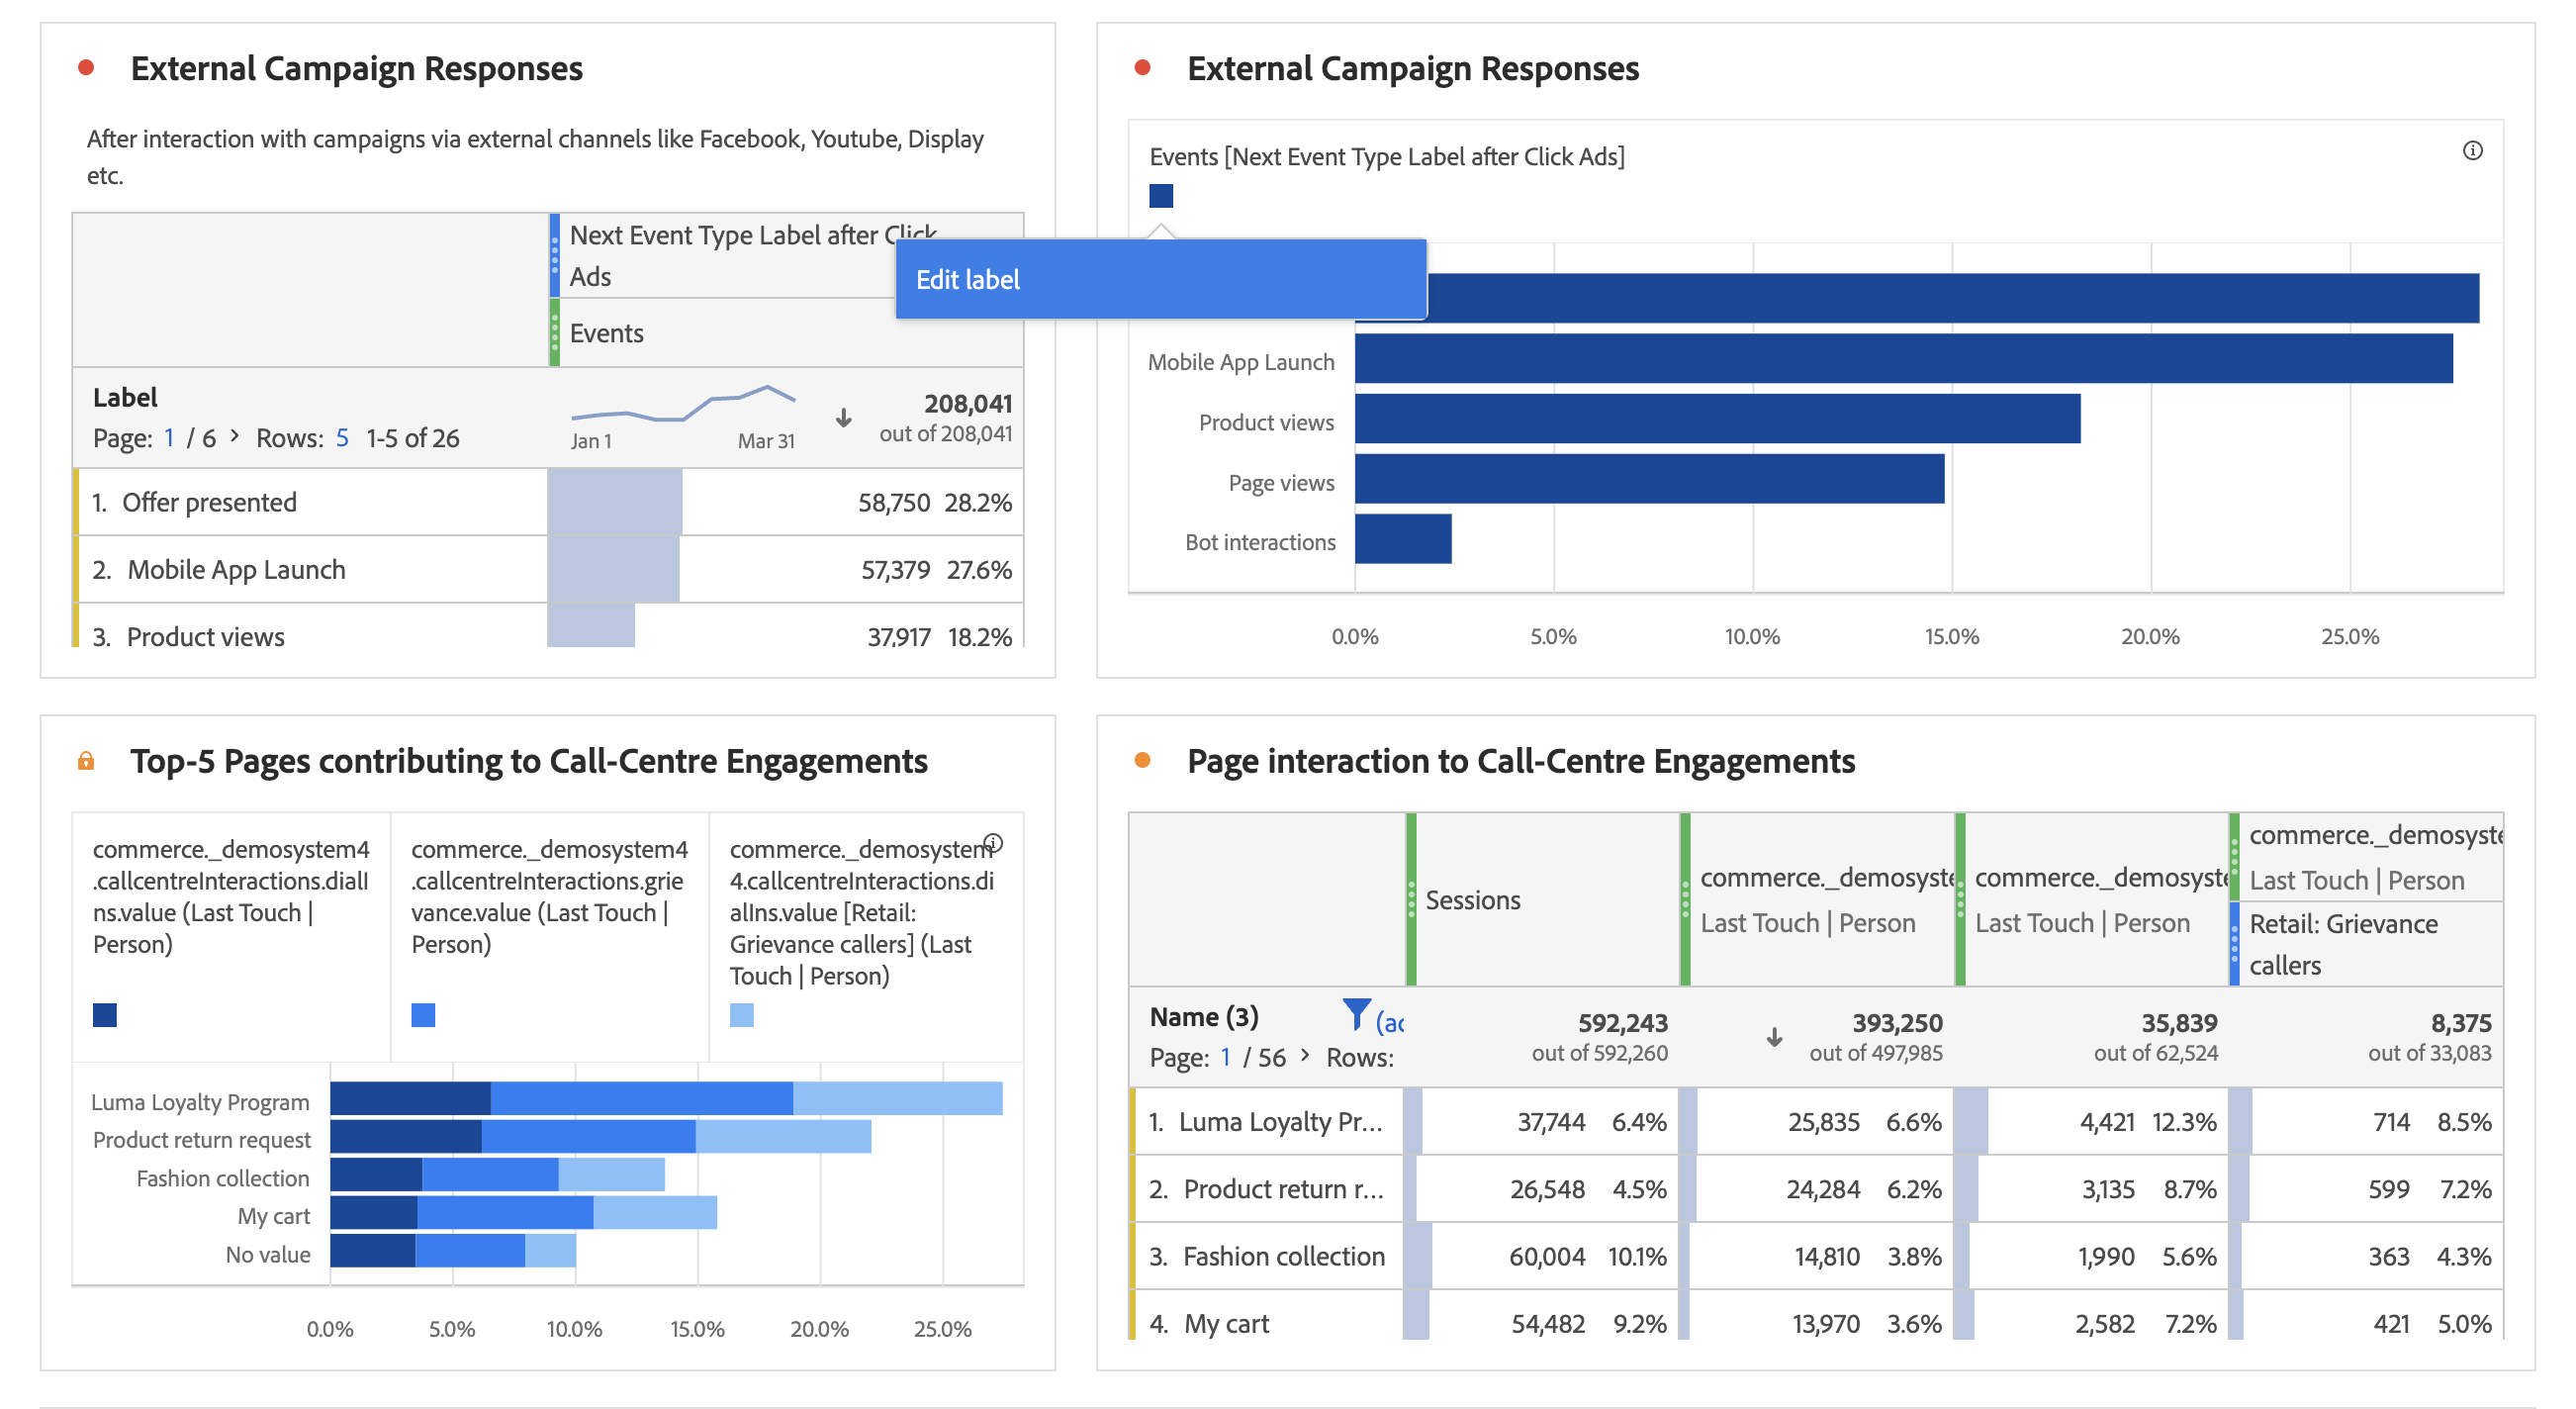 External Campaign Responses
After interaction with campaigns via external channels like Facebook, Youtube, Display
etc.
Next Event Type Label after Click
Ads
Events
Label
Page: 1 / 6 > Rows: 5 1-5 of 26
Jan 1 Mar 31
208,041
out of 208,041
1. Offer presented 58,750 28.2%
2. Mobile App Launch 57,379 27.6%
3. Product views 37,917 18.2%
External Campaign Responses
Events [Next Event Type Label after Click Ads]
Edit label
Mobile App Launch
Product views
Page views
Bot interactions
0.0% 5.0% 10.0% 15.0% 20.0% 25.0%
Top-5 Pages contributing to Call-Centre Engagements
commerce._demosystem4
.callcentreInteractions.dialI
ns.value (Last Touch |
Person)
commerce._demosystem4
.callcentreInteractions.grie
vance.value (Last Touch |
Person)
commerce._demosystem
4.callcentreInteractions.di
alIns.value [Retail:
Grievance callers] (Last
Touch | Person)
Luma Loyalty Program
Product return request
Fashion collection
My cart
No value
0.0% 5.0% 10.0% 15.0% 20.0% 25.0%
Page interaction to Call-Centre Engagements
Sessions
commerce._demosyste
Last Touch | Person
commerce._demosyste
Last Touch | Person
commerce._demosyste
Last Touch | Person
Retail: Grievance
callers
Name (3) (ac
Page: 1 / 56 > Rows:
592,243 393,250 35,839 8,375
out of 592,260 out of 497,985 out of 62,524 out of 33,083
1. Luma Loyalty Pr... 37,744 6.4% 25,835 6.6% 4,421 12.3% 714 8.5%
2. Product return r... 26,548 4.5% 24,284 6.2% 3,135 8.7% 599 7.2%
3. Fashion collection 60,004 10.1% 14,810 3.8% 1,990 5.6% 363 4.3%
4. My cart 54,482 9.2% 13,970 3.6% 2,582 7.2% 421 5.0%